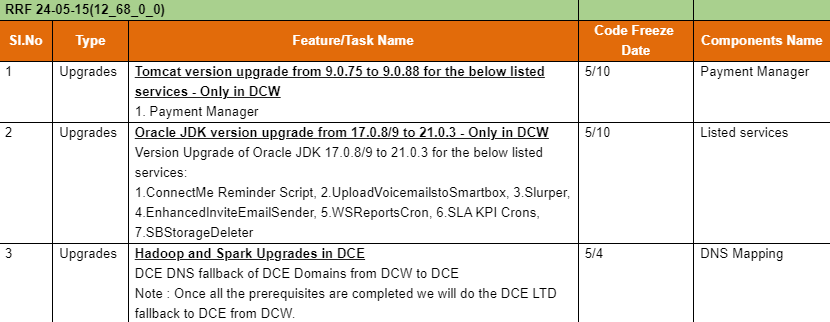 RRF 24-05-15(12_68_0_0)
Sl.No Type Feature/Task Name Code Freeze Date Components Name
1 Upgrades Tomcat version upgrade from 9.0.75 to 9.0.88 for the below listed 5/10 Payment Manager
services - Only in DCW
1. Payment Manager
2 Upgrades Oracle JDK version upgrade from 17.0.8/9 to 21.0.3 - Only in DCW 5/10 Listed services
Version Upgrade of Oracle JDK 17.0.8/9 to 21.0.3 for the below listed
services:
1.ConnectMe Reminder Script, 2.UploadVoicemailstoSmartbox, 3.Slurper,
4.EnhancedInviteEmailSender, 5.WSReportsCron, 6.SLA KPI Crons,
7.SBStorageDeleter
3 Upgrades Hadoop and Spark Upgrades in DCE 5/4 DNS Mapping
DCE DNS fallback of DCE Domains from DCW to DCE
Note : Once all the prerequisites are completed we will do the DCE LTD
fallback to DCE from DCW.